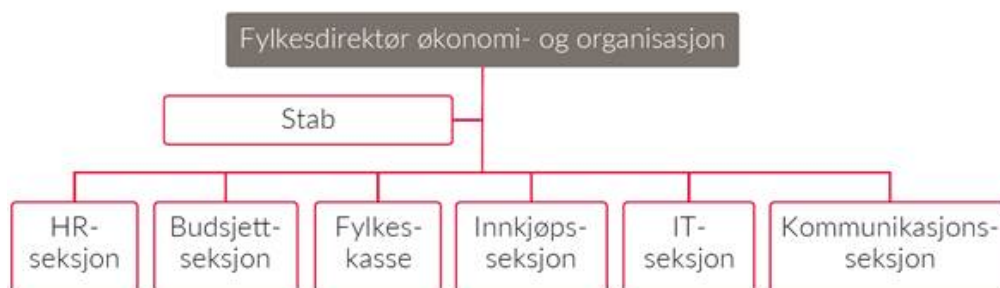 Fylkesdirektør økonomi- og organisasjon
Stab
HR-
seksjon
Budsjett-
seksjon
Fylkes-
kasse
Innkjøps-
seksjon
IT-
seksjon
Kommunikasjons-
seksjon